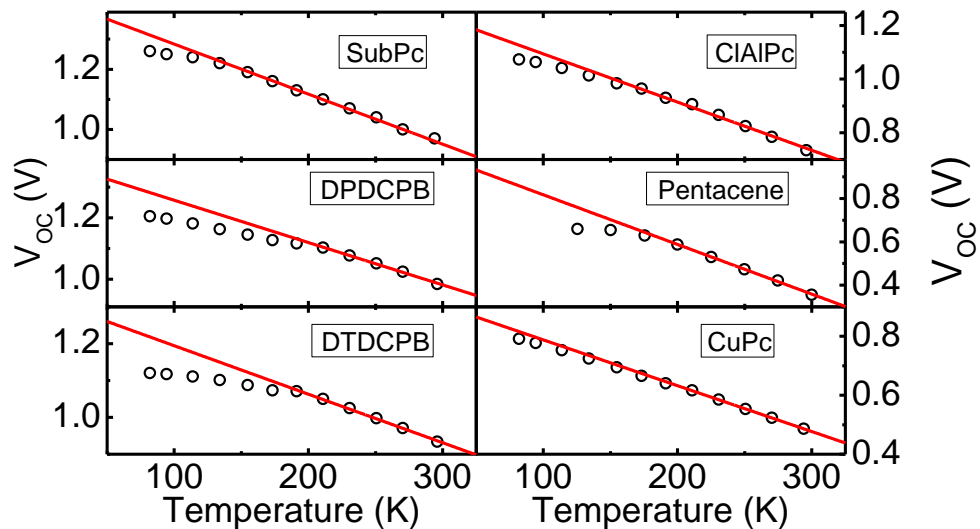 SubPc
ClAlPc
1.2
1.0
1.2
1.0
0.8
DPDCPB
Pentacene
1.2
1.0
0.8
0.6
0.4
DTDCPB
CuPc
1.2
1.0
0.8
0.6
0.4
V_OC (V)
V_OC (V)
100 200 300
100 200 300
Temperature (K)
Temperature (K)